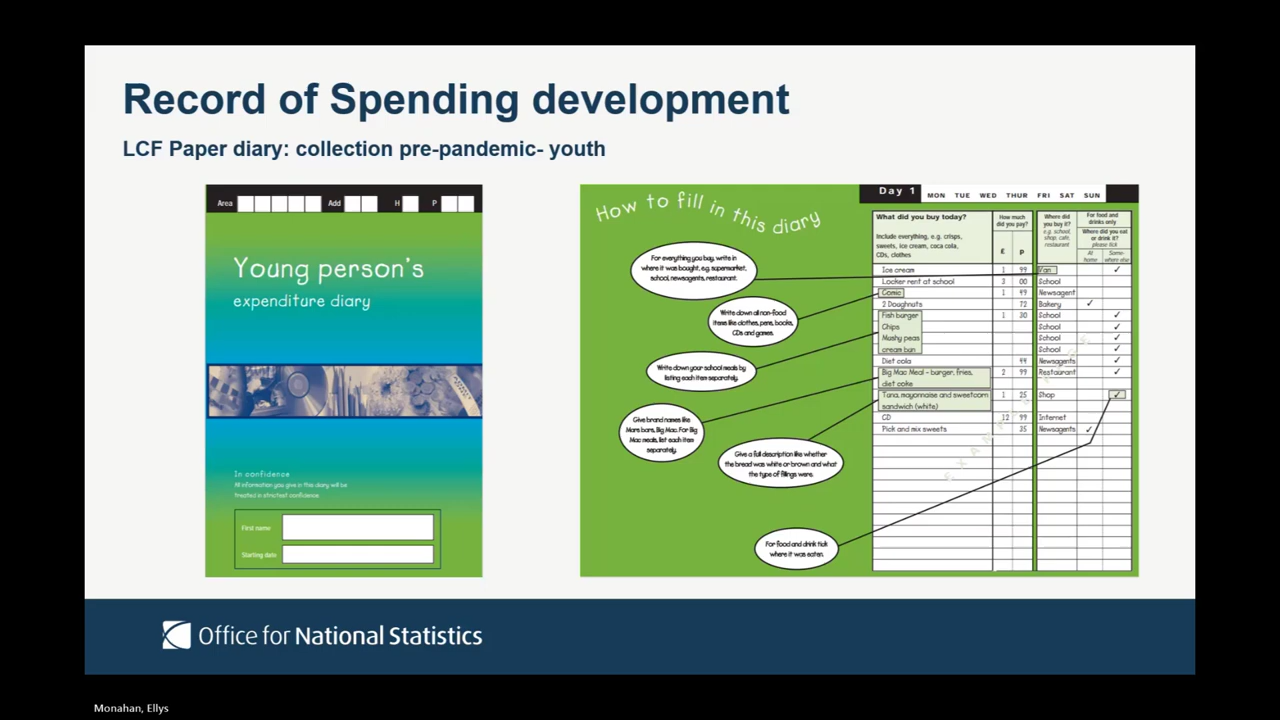 Record of Spending development
LCF Paper diary: collection pre-pandemic- youth
Area Add H P
Young person's
expenditure diary
In confidence
All information you give in this diary will be
treated in strictest confidence
First name
Starting date
How to fill in this diary
For everything you buy, write in
where it was bought, e.g. supermarket,
school, newsagents, restaurant.
Write down all non-food
items like clothes, pens, books,
CDs and games.
Write down your school meals by
listing each item separately.
Give brand names like
Mars bars, Big Mac. For Big
Mac meals, list each item
separately.
Give a full description like whether
the bread was white or brown and what
the type of fillings were.
For food and drink tick
where it was eaten.
Day 1 MON TUE WED THUR FRI SAT SUN
What did you buy today?
Include everything, e.g. crisps,
sweets, ice cream, coca cola,
CDs, clothes
How much
did you pay?
£ p
Where did
you buy it?
e.g. school,
shop, cafe,
restaurant
For food and
drinks only
Where did you eat
or drink it?
please tick
At
home
Some-
where else
Ice cream 1 99 Van ✓
Locker rent at school 3 00 School
Comic 1 49 Newsagent
2 Doughnuts 72 Bakery ✓
Fish burger 1 30 School ✓
Chips School ✓
Mushy peas School ✓
cream bun School ✓
Diet cola 44 Newsagents ✓
Big Mac Meal - burger, fries, 2 99 Restaurant ✓
diet coke
Tuna, mayonnaise and sweetcorn 1 25 Shop ✓
sandwich (white)
CD 12 99 Internet
Pick and mix sweets 35 Newsagents ✓
Office for National Statistics
Monahan, Ellys